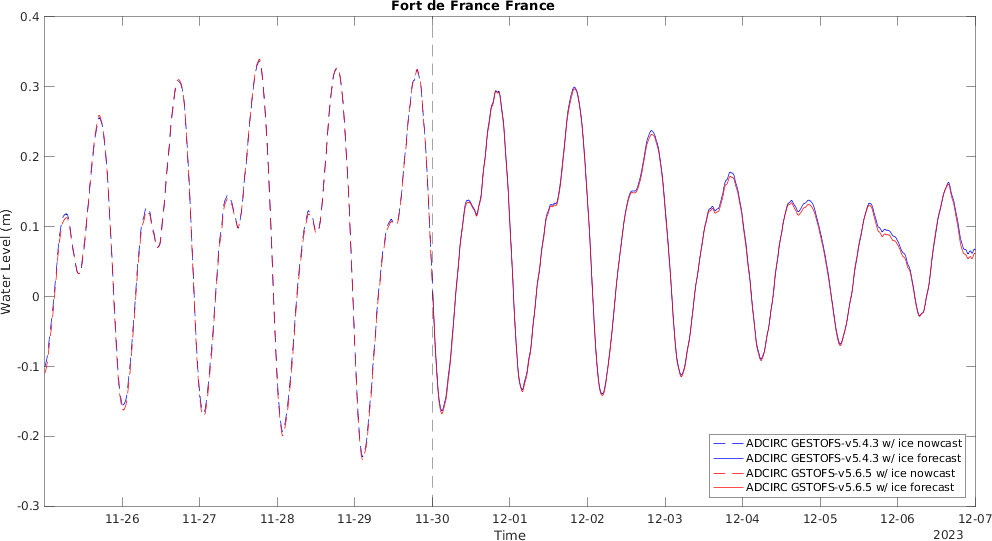 Fort de France France
0.4
0.3
0.2
0.1
0
-0.1
-0.2
-0.3
Water Level (m)
11-26 11-27 11-28 11-29 11-30 12-01 12-02 12-03 12-04 12-05 12-06 12-07
Time
2023
ADCIRC GESTOFS-v5.4.3 w/ ice nowcast
ADCIRC GESTOFS-v5.4.3 w/ ice forecast
ADCIRC GSTOFS-v5.6.5 w/ ice nowcast
ADCIRC GSTOFS-v5.6.5 w/ ice forecast